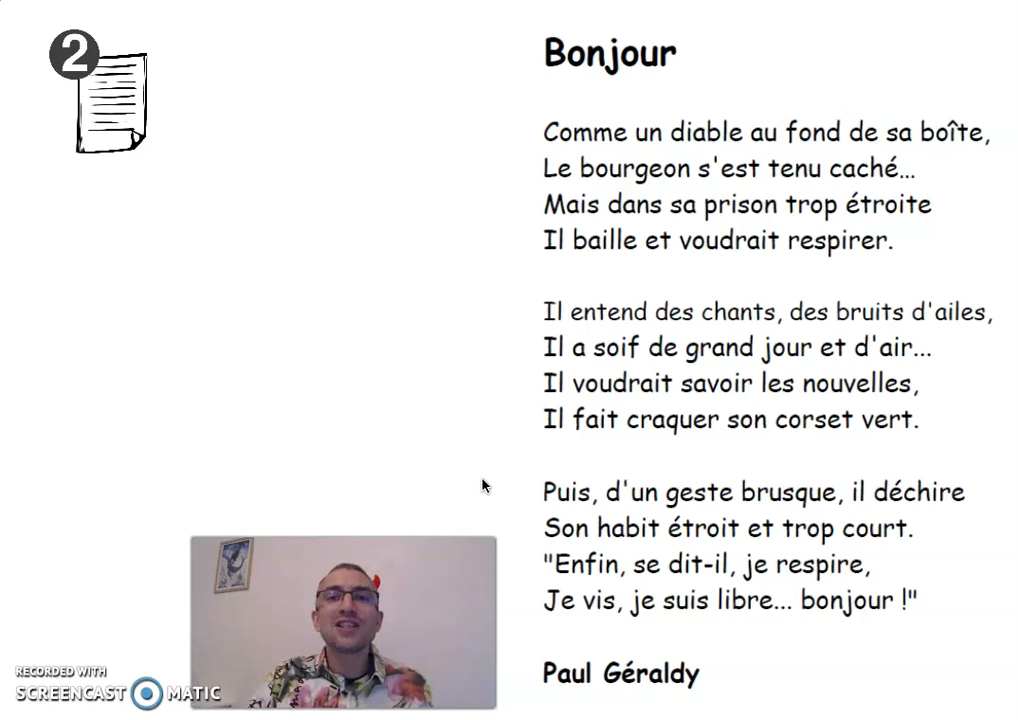 2
Bonjour
Comme un diable au fond de sa boîte,
Le bourgeon s'est tenu caché...
Mais dans sa prison trop étroite
Il baille et voudrait respirer.
Il entend des chants, des bruits d'ailes,
Il a soif de grand jour et d'air...
Il voudrait savoir les nouvelles,
Il fait craquer son corset vert.
Puis, d'un geste brusque, il déchire
Son habit étroit et trop court.
"Enfin, se dit-il, je respire,
Je vis, je suis libre... bonjour !"
Paul Géraldy
RECORDED WITH
SCREENCAST MATIC